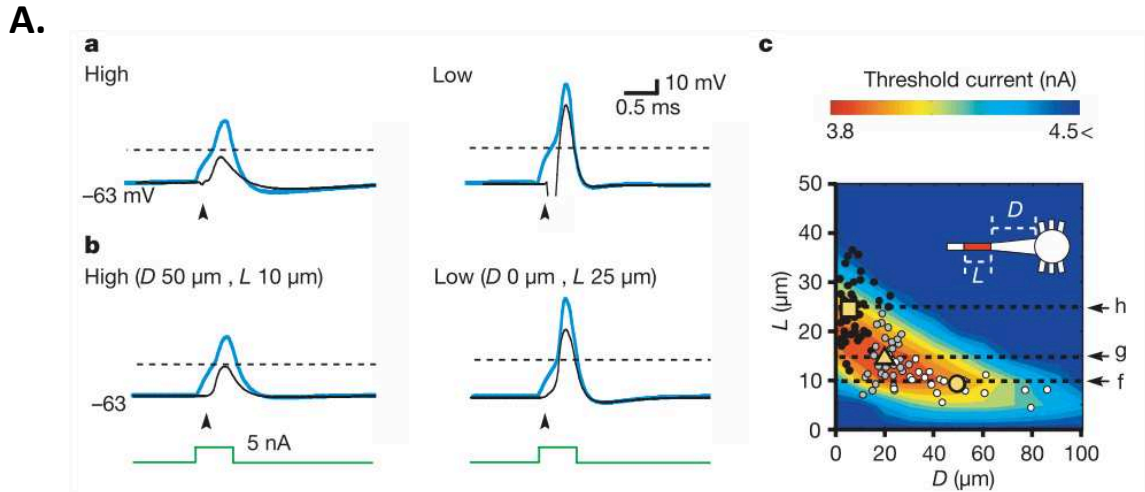 A.
a
High
Low
10 mV
0.5 ms
–63 mV
b
High (D 50 µm , L 10 µm)
Low (D 0 µm , L 25 µm)
–63
5 nA
c
Threshold current (nA)
3.8
4.5<
50
40
30
20
10
0
L (µm)
D
L
h
g
f
0
20
40
60
80
100
D (µm)